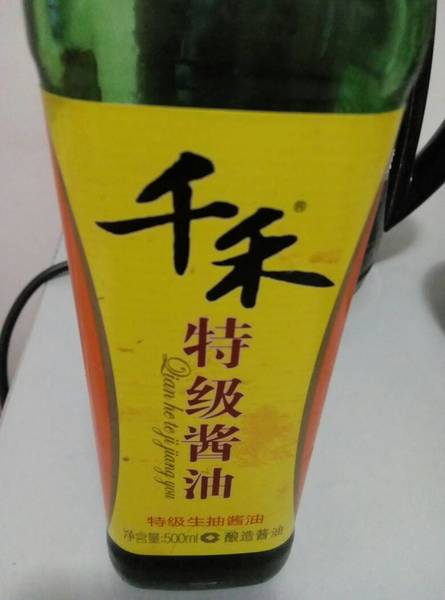 千禾®
特级酱油
Qian he te ji jiang you
特级生抽酱油
净含量:500ml 酿造酱油